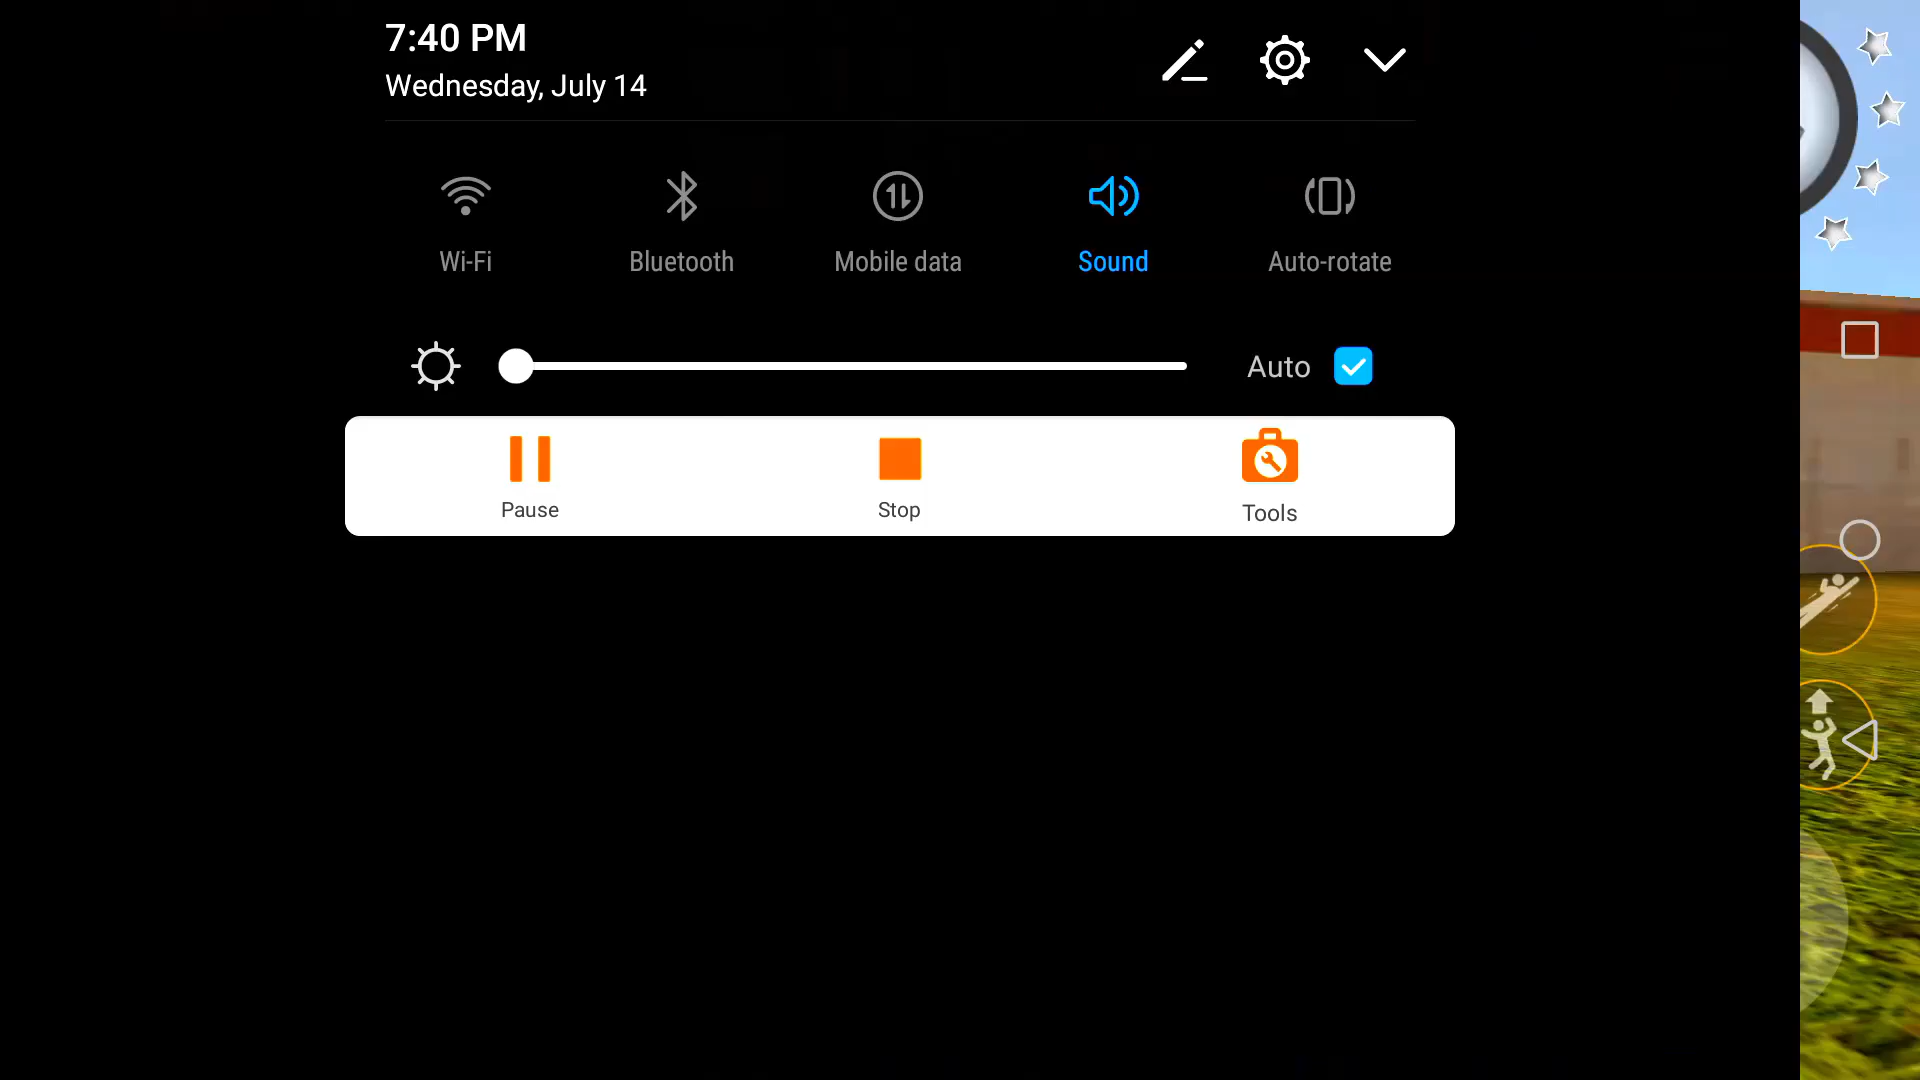 7:40 PM
Wednesday, July 14
Wi-Fi
Bluetooth
Mobile data
Sound
Auto-rotate
Auto
Pause
Stop
Tools